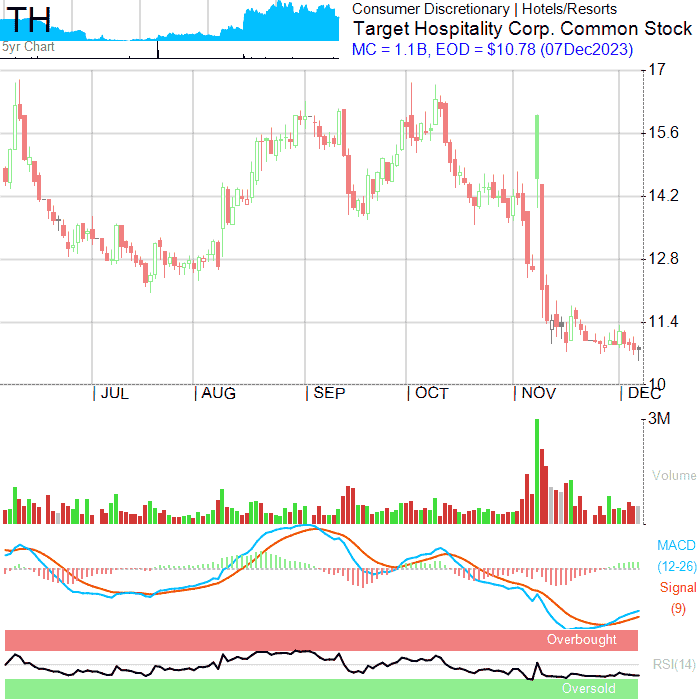 TH
5yr Chart
Consumer Discretionary | Hotels/Resorts
Target Hospitality Corp. Common Stock
MC = 1.1B, EOD = $10.78 (07Dec2023)
17
15.6
14.2
12.8
11.4
10
JUL
AUG
SEP
OCT
NOV
DEC
3M
Volume
MACD
(12-26)
Signal
(9)
Overbought
RSI(14)
Oversold